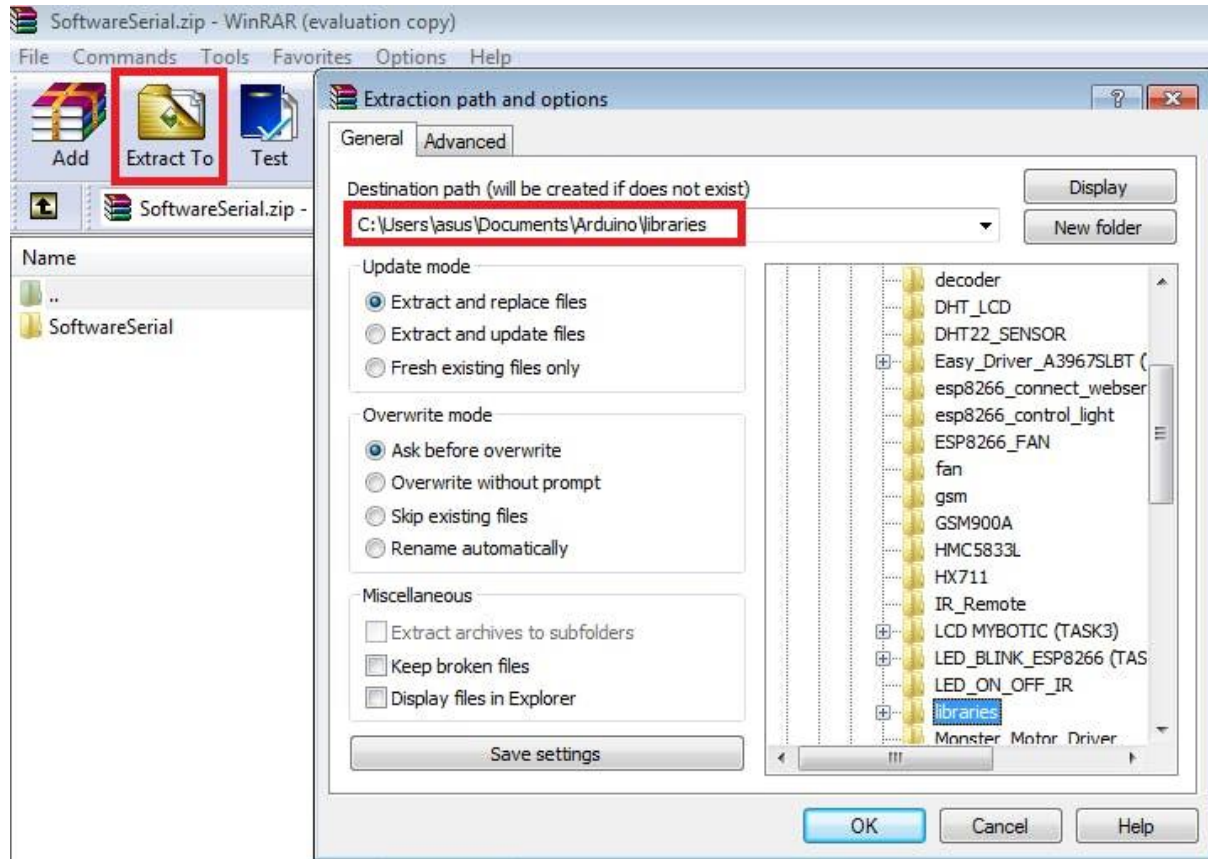 SoftwareSerial.zip - WinRAR (evaluation copy)
File Commands Tools Favorites Options Help
Add
Extract To
Test
SoftwareSerial.zip -
Name
..
SoftwareSerial
Extraction path and options
General
Advanced
Destination path (will be created if does not exist)
C:\Users\asus\Documents\Arduino\libraries
Display
New folder
Update mode
Extract and replace files
Extract and update files
Fresh existing files only
Overwrite mode
Ask before overwrite
Overwrite without prompt
Skip existing files
Rename automatically
Miscellaneous
Extract archives to subfolders
Keep broken files
Display files in Explorer
Save settings
decoder
DHT_LCD
DHT22_SENSOR
Easy_Driver_A3967SLBT (
esp8266_connect_webser
esp8266_control_light
ESP8266_FAN
fan
gsm
GSM900A
HMC5833L
HX711
IR_Remote
LCD MYBOTIC (TASK3)
LED_BLINK_ESP8266 (TAS
LED_ON_OFF_IR
libraries
Monster_Motor_Driver
OK
Cancel
Help